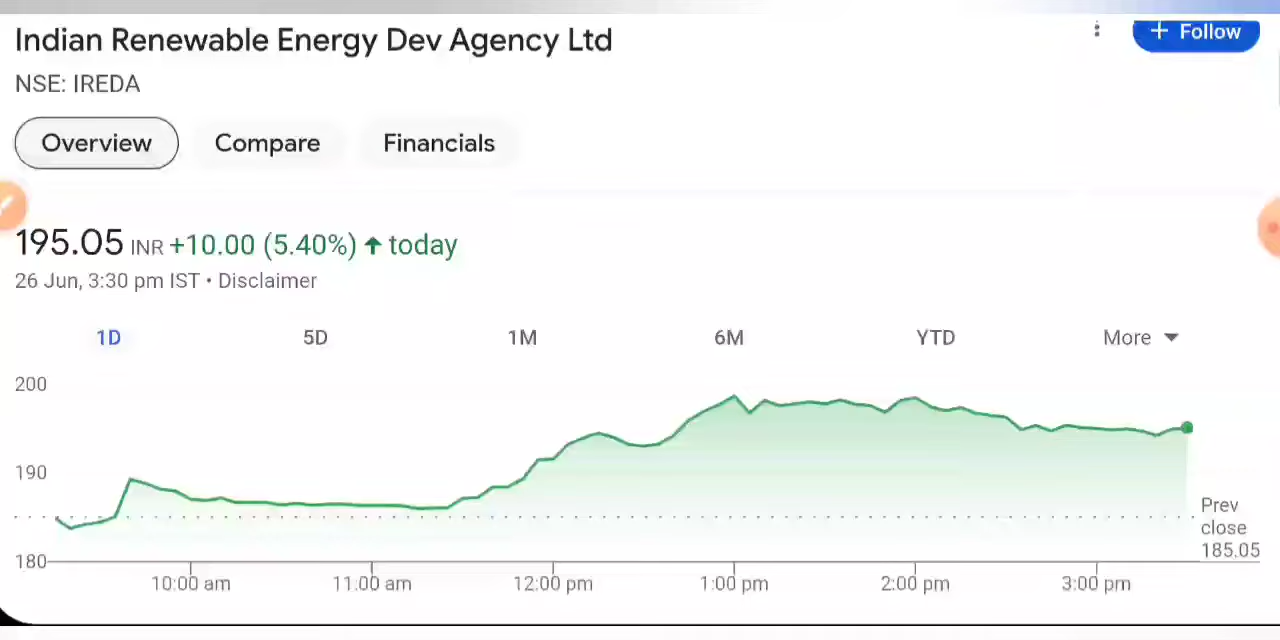 Indian Renewable Energy Dev Agency Ltd
+ Follow
NSE: IREDA
Overview
Compare
Financials
195.05 INR +10.00 (5.40%) ↑ today
26 Jun, 3:30 pm IST • Disclaimer
1D 5D 1M 6M YTD More
200
190
180
Prev
close
185.05
10:00 am 11:00 am 12:00 pm 1:00 pm 2:00 pm 3:00 pm